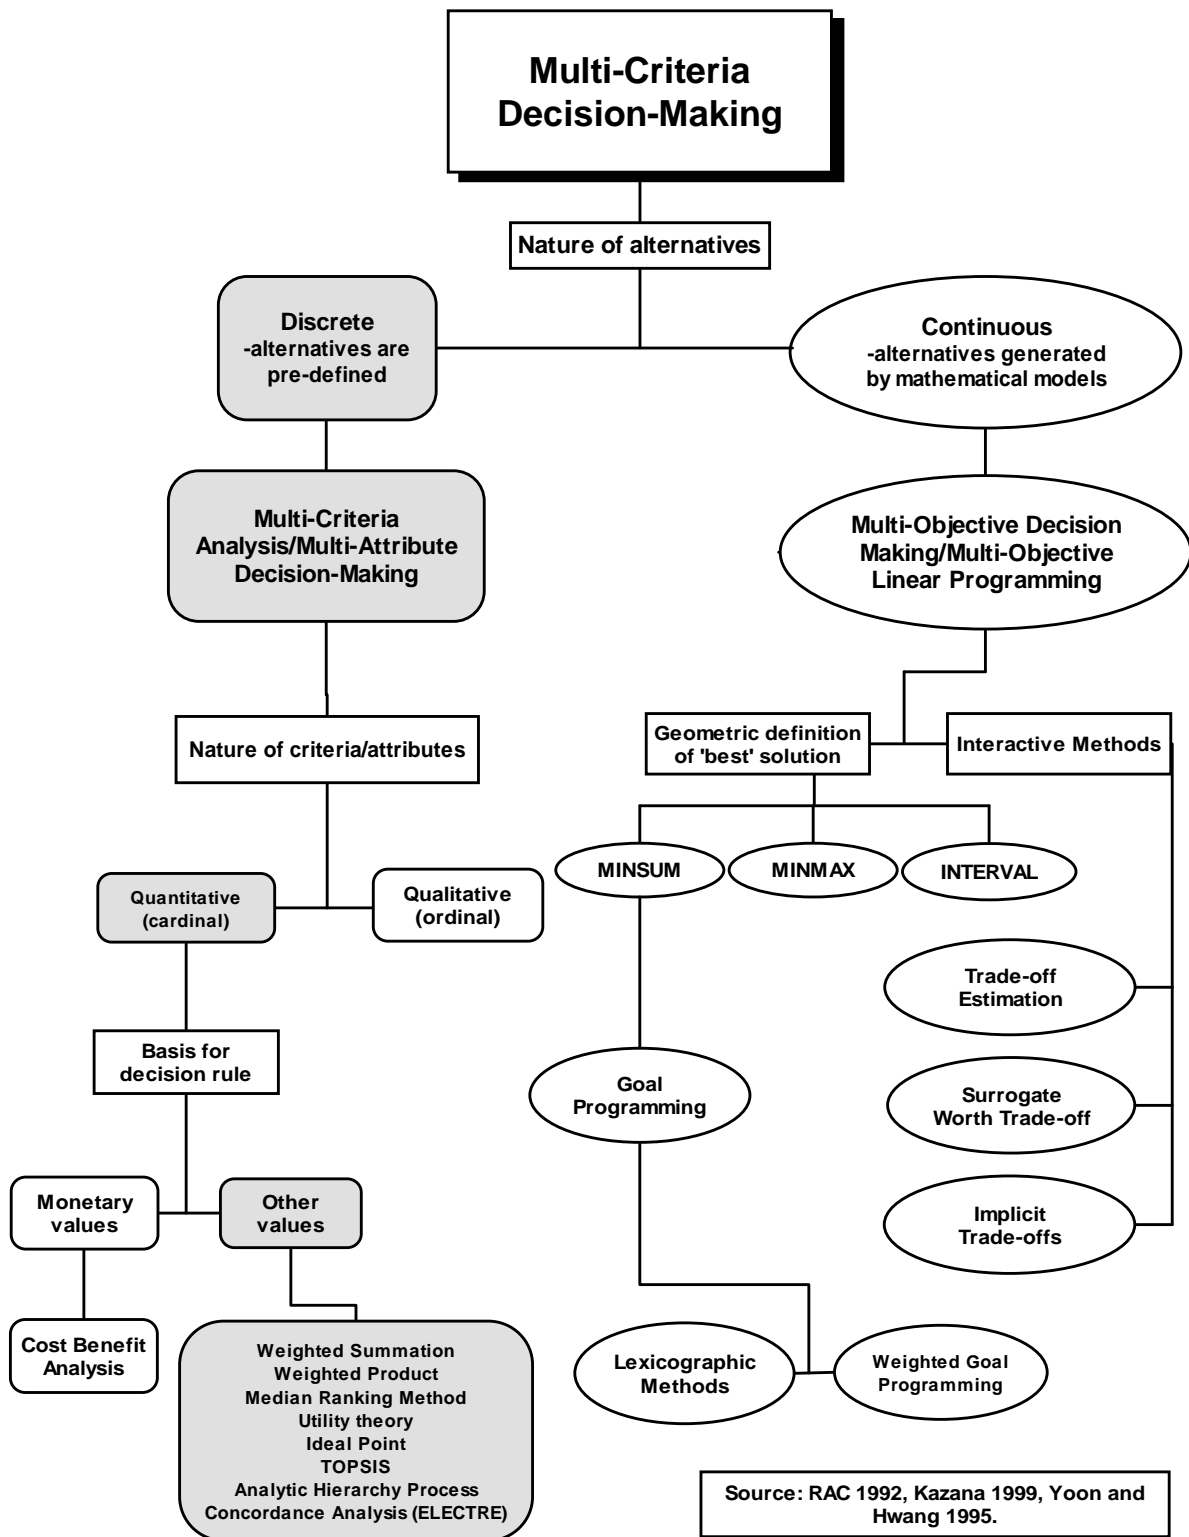 Multi-Criteria
Decision-Making
Nature of alternatives
Discrete
-alternatives are
pre-defined
Continuous
-alternatives generated
by mathematical models
Multi-Criteria
Analysis/Multi-Attribute
Decision-Making
Multi-Objective Decision
Making/Multi-Objective
Linear Programming
Nature of criteria/attributes
Geometric definition
of 'best' solution
Interactive Methods
MINSUM
MINMAX
INTERVAL
Quantitative
(cardinal)
Qualitative
(ordinal)
Trade-off
Estimation
Basis for
decision rule
Goal
Programming
Surrogate
Worth Trade-off
Monetary
values
Other
values
Implicit
Trade-offs
Cost Benefit
Analysis
Weighted Summation
Weighted Product
Median Ranking Method
Utility theory
Ideal Point
TOPSIS
Analytic Hierarchy Process
Concordance Analysis (ELECTRE)
Lexicographic
Methods
Weighted Goal
Programming
Source: RAC 1992, Kazana 1999, Yoon and
Hwang 1995.